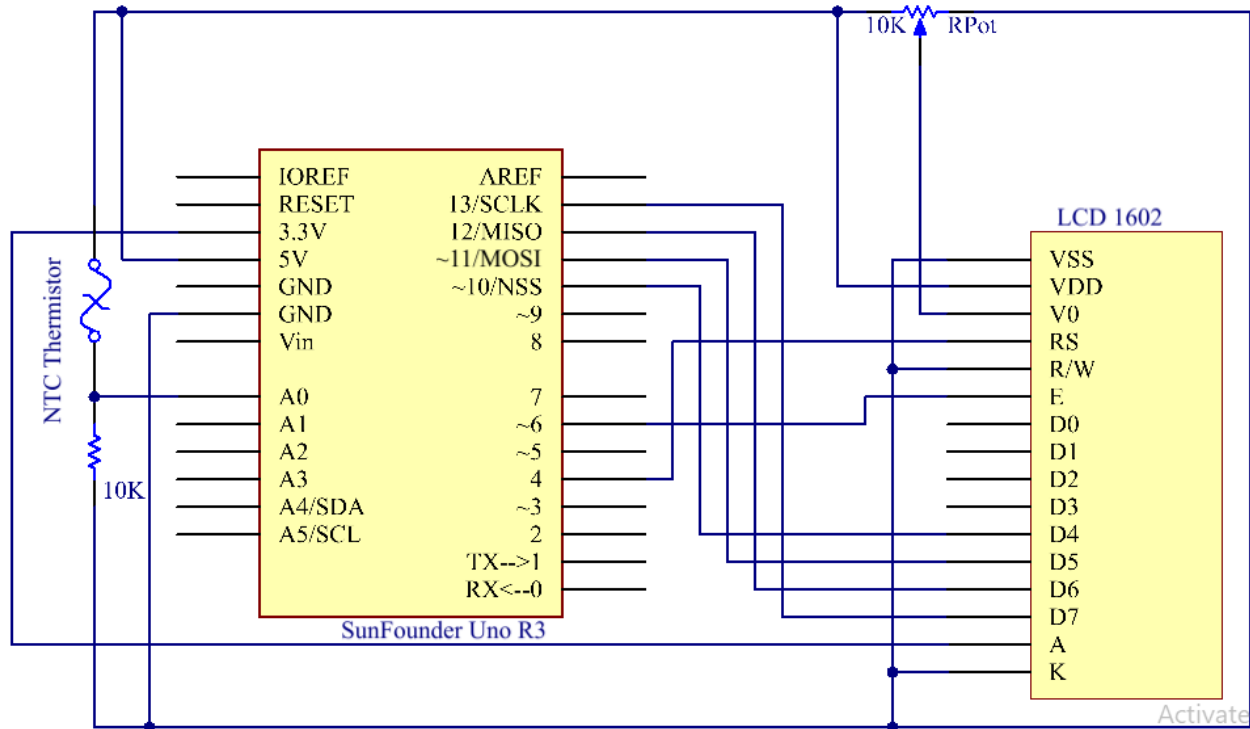 10K RPot
NTC Thermistor
10K
IOREF
RESET
3.3V
5V
GND
GND
Vin
A0
A1
A2
A3
A4/SDA
A5/SCL
AREF
13/SCLK
12/MISO
~11/MOSI
~10/NSS
~9
8
7
~6
~5
4
~3
2
TX-->1
RX<--0
SunFounder Uno R3
LCD 1602
VSS
VDD
V0
RS
R/W
E
D0
D1
D2
D3
D4
D5
D6
D7
A
K
Activate